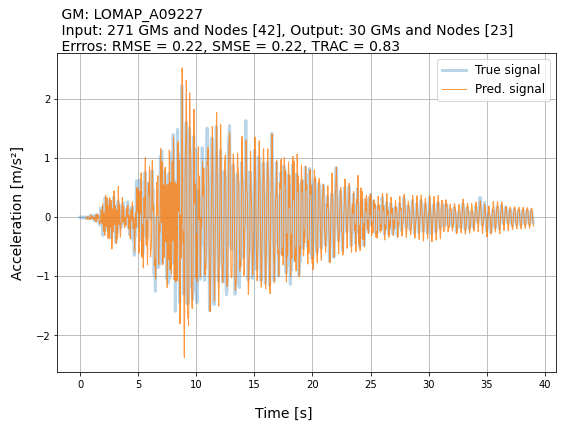 GM: LOMAP_A09227
Input: 271 GMs and Nodes [42], Output: 30 GMs and Nodes [23]
Errros: RMSE = 0.22, SMSE = 0.22, TRAC = 0.83
True signal
Pred. signal
Acceleration [m/s²]
2
1
0
−1
−2
0 5 10 15 20 25 30 35 40
Time [s]